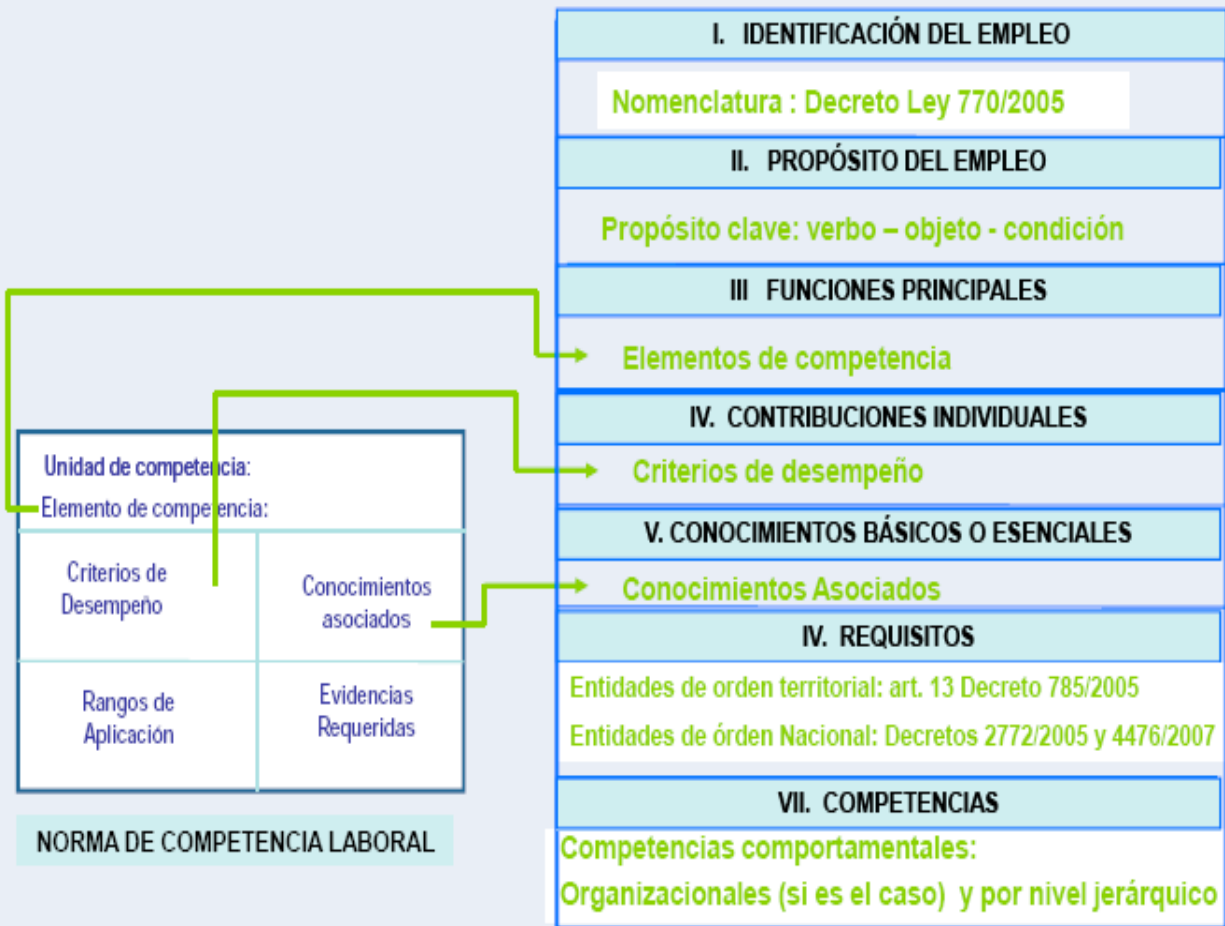 I. IDENTIFICACIÓN DEL EMPLEO
Nomenclatura : Decreto Ley 770/2005
II. PROPÓSITO DEL EMPLEO
Propósito clave: verbo – objeto - condición
III FUNCIONES PRINCIPALES
Elementos de competencia
IV. CONTRIBUCIONES INDIVIDUALES
Criterios de desempeño
V. CONOCIMIENTOS BÁSICOS O ESENCIALES
Conocimientos Asociados
IV. REQUISITOS
Entidades de orden territorial: art. 13 Decreto 785/2005
Entidades de órden Nacional: Decretos 2772/2005 y 4476/2007
VII. COMPETENCIAS
Competencias comportamentales:
Organizacionales (si es el caso) y por nivel jerárquico
Unidad de competencia:
Elemento de competencia:
Criterios de
Desempeño
Conocimientos
asociados
Rangos de
Aplicación
Evidencias
Requeridas
NORMA DE COMPETENCIA LABORAL